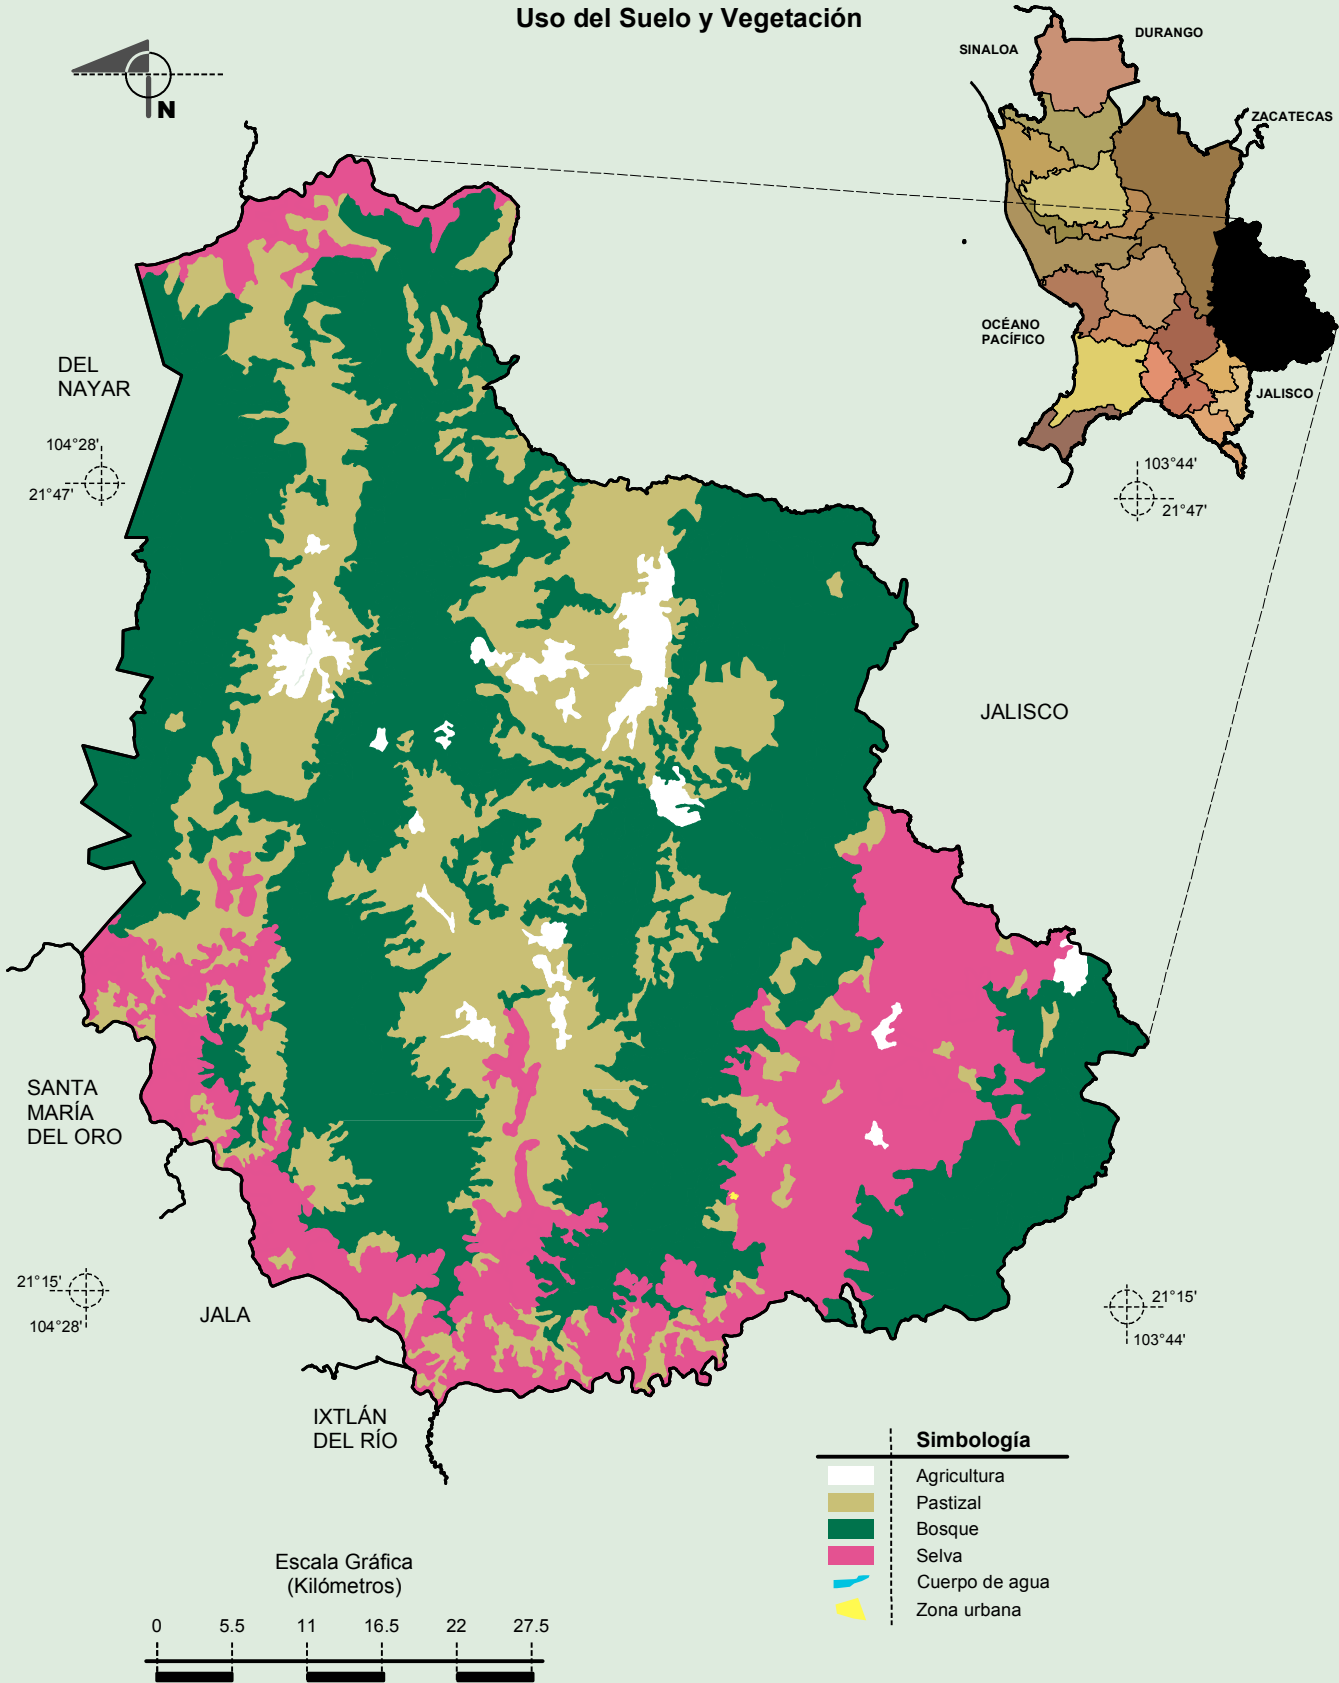 Uso del Suelo y Vegetación
N
SINALOA
DURANGO
ZACATECAS
OCÉANO
PACÍFICO
JALISCO
DEL
NAYAR
104°28'
21°47'
103°44'
21°47'
JALISCO
SANTA
MARÍA
DEL ORO
21°15'
104°28'
JALA
21°15'
103°44'
IXTLÁN
DEL RÍO
Simbología
Agricultura
Pastizal
Bosque
Selva
Cuerpo de agua
Zona urbana
Escala Gráfica
(Kilómetros)
0 5.5 11 16.5 22 27.5